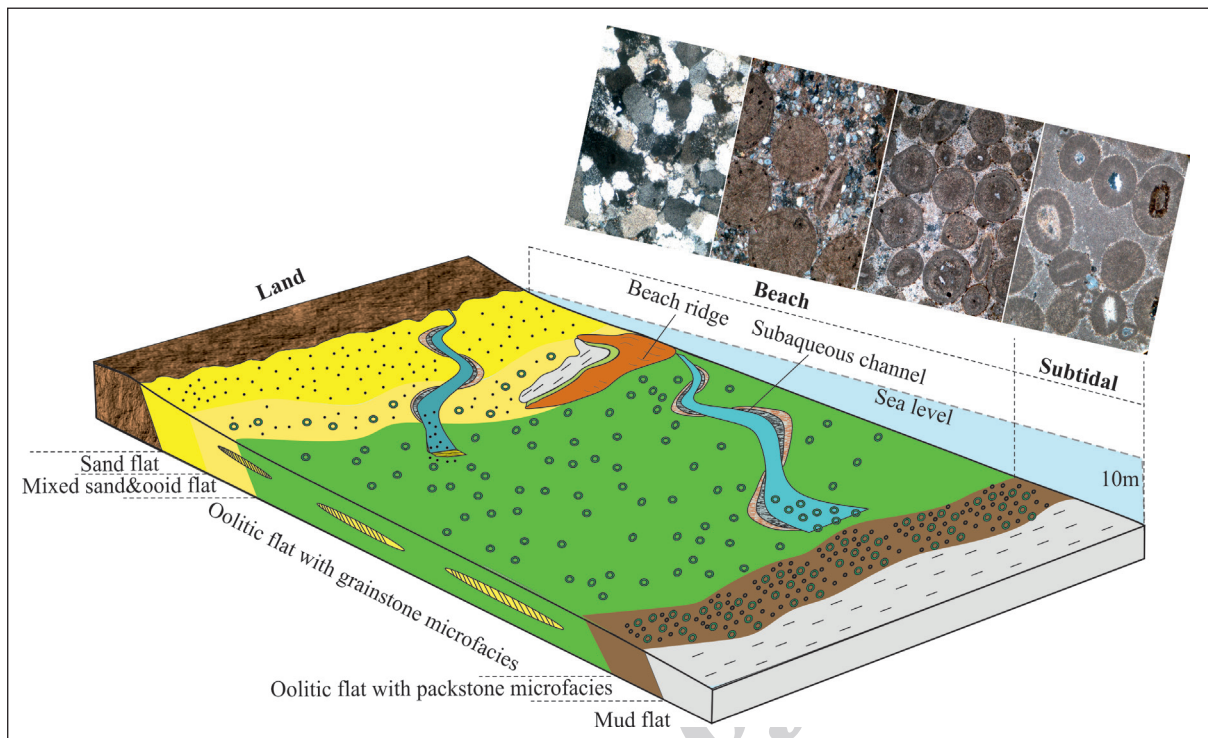 Land
Beach
Beach ridge
Subaqueous channel
Subtidal
Sea level
10m
Sand flat
Mixed sand&ooid flat
Oolitic flat with grainstone microfacies
Oolitic flat with packstone microfacies
Mud flat